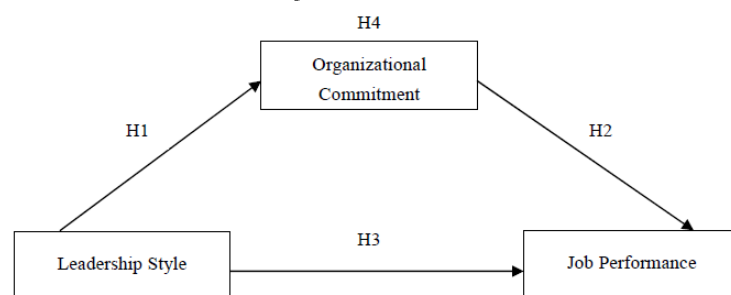 H4
Organizational
Commitment
H1
H2
H3
Leadership Style
Job Performance